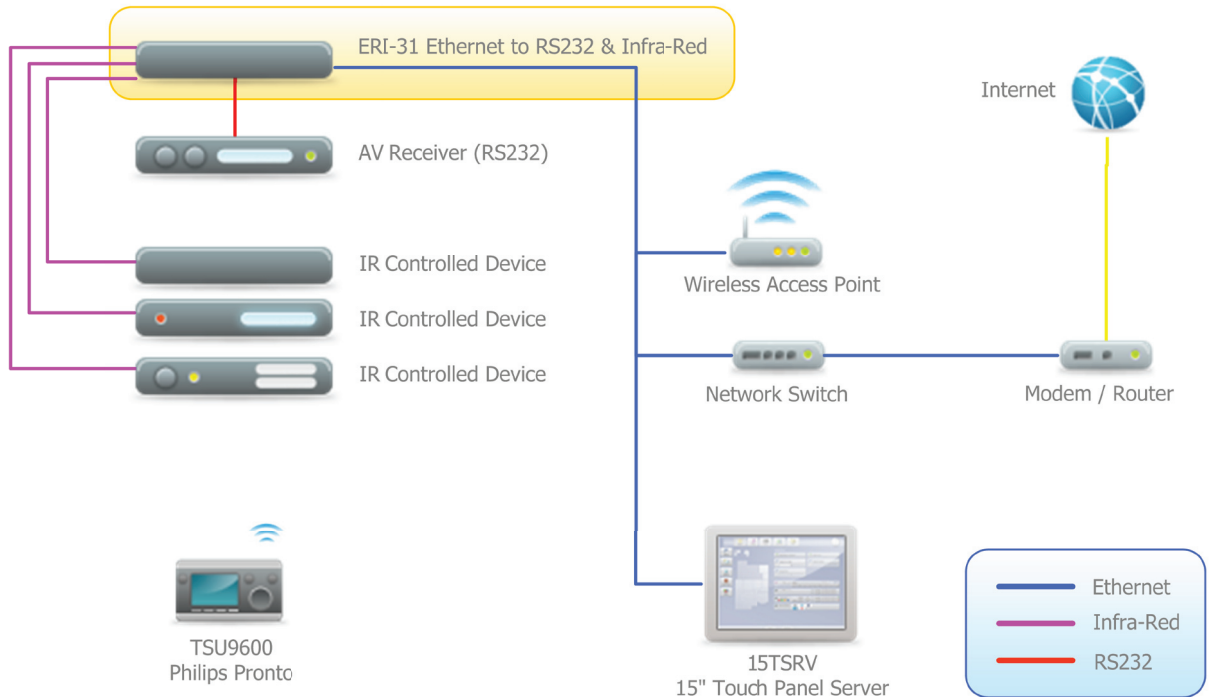 ERI-31 Ethernet to RS232 & Infra-Red
Internet
AV Receiver (RS232)
IR Controlled Device
Wireless Access Point
IR Controlled Device
IR Controlled Device
Network Switch
Modem / Router
TSU9600
Philips Pronto
15TSRV
15" Touch Panel Server
Ethernet
Infra-Red
RS232